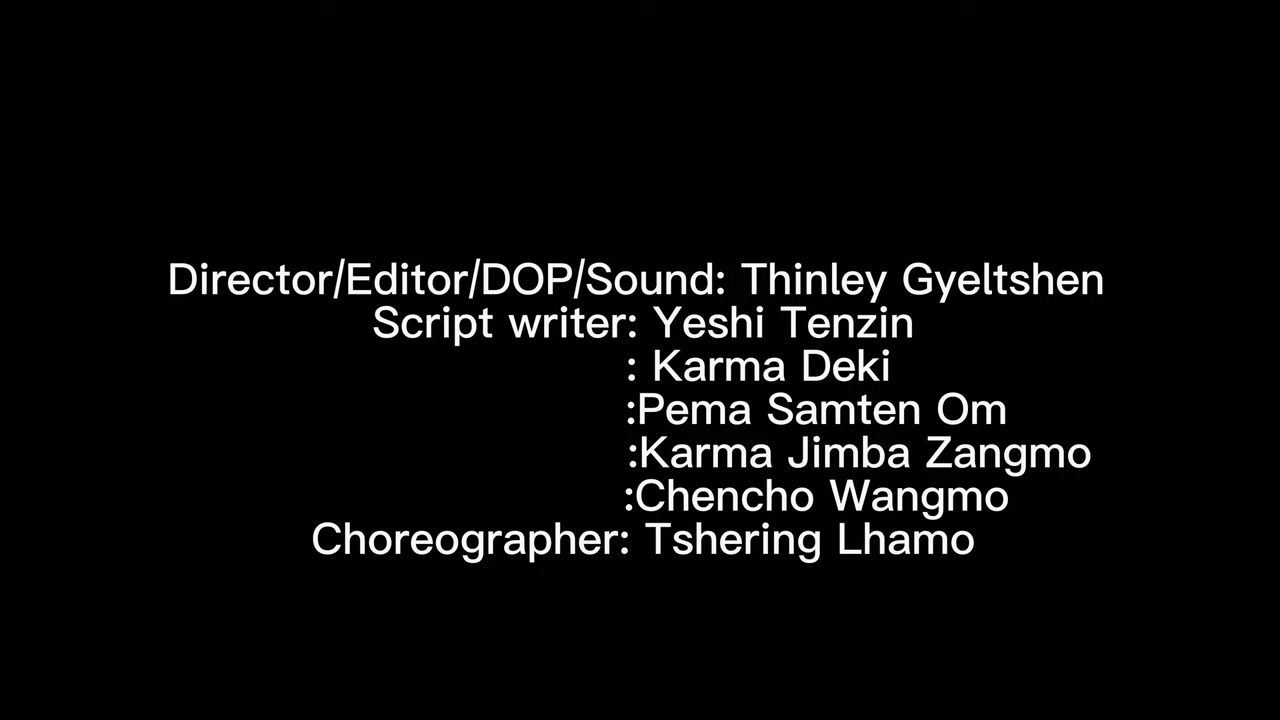 Director/Editor/DOP/Sound: Thinley Gyeltshen
Script writer: Yeshi Tenzin
: Karma Deki
:Pema Samten Om
:Karma Jimba Zangmo
:Chencho Wangmo
Choreographer: Tshering Lhamo